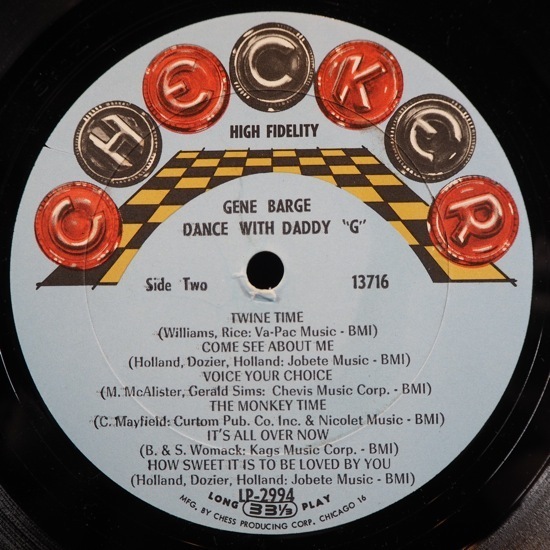 CHECKER
HIGH FIDELITY
GENE BARGE
DANCE WITH DADDY "G"
Side Two 13716
TWINE TIME
(Williams, Rice: Va-Pac Music - BMI)
COME SEE ABOUT ME
(Holland, Dozier, Holland: Jobete Music - BMI)
VOICE YOUR CHOICE
(M. McAlister, Gerald Sims: Chevis Music Corp. - BMI)
THE MONKEY TIME
(C. Mayfield: Curtom Pub. Co. Inc. & Nicolet Music - BMI)
IT'S ALL OVER NOW
(B. & S. Womack: Kags Music Corp. - BMI)
HOW SWEET IT IS TO BE LOVED BY YOU
(Holland, Dozier, Holland: Jobete Music - BMI)
LP-2994
LONG 33⅓ PLAY
MFG. BY CHESS PRODUCING CORP. CHICAGO 16